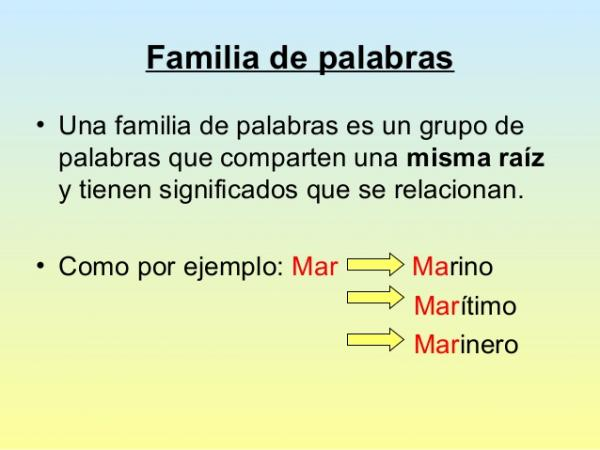 Familia de palabras
• Una familia de palabras es un grupo de
palabras que comparten una misma raíz
y tienen significados que se relacionan.
• Como por ejemplo: Mar Marino
Marítimo
Marinero